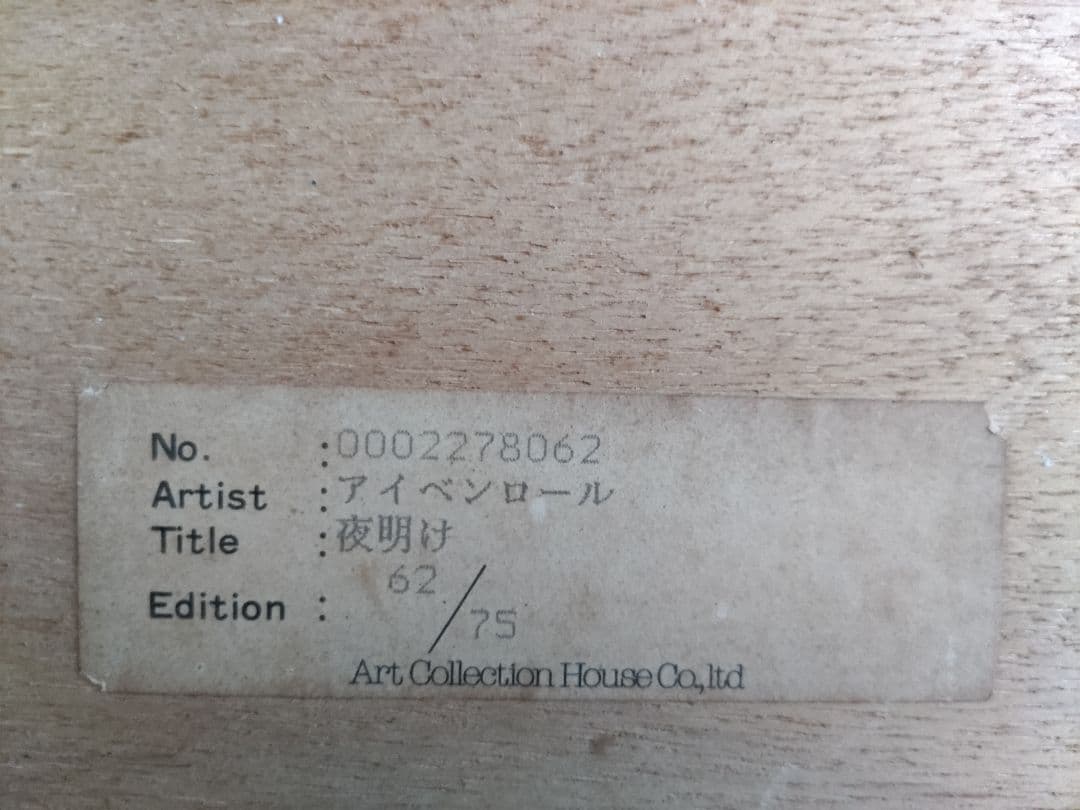 No. :0002278062
Artist :アイベンロール
Title :夜明け
Edition : 62/75
Art Collection House Co.,ltd